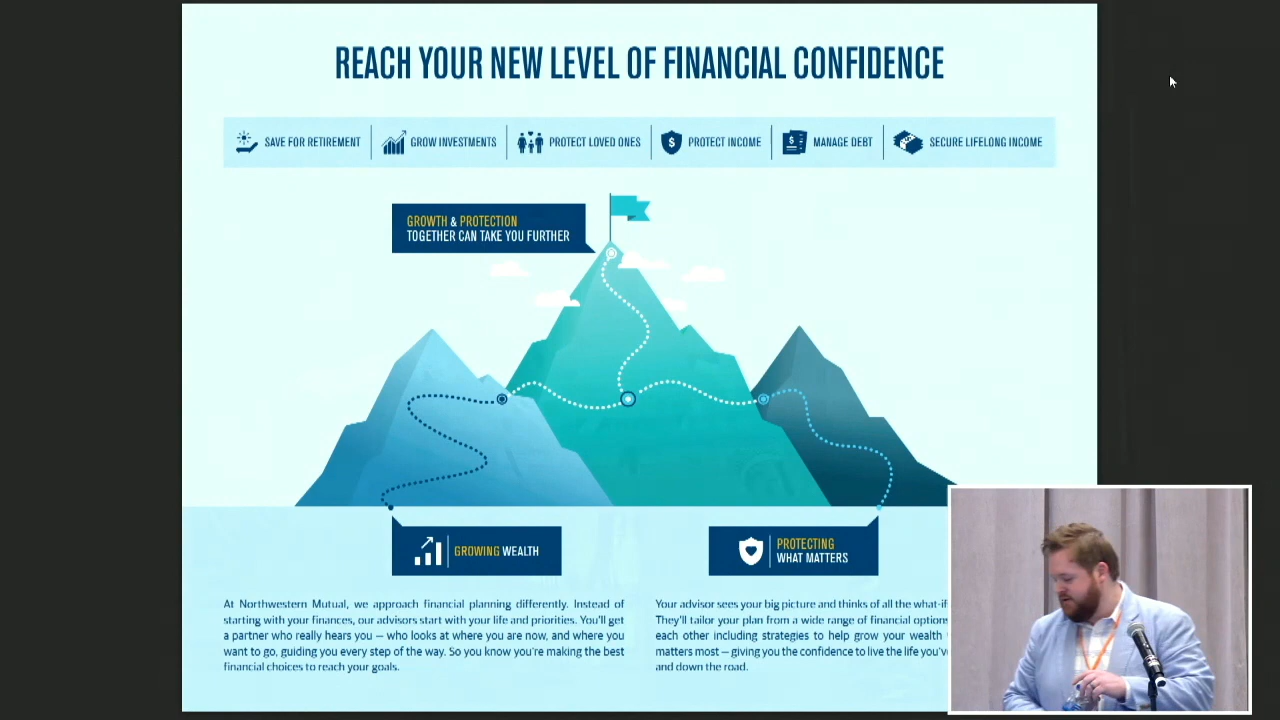 REACH YOUR NEW LEVEL OF FINANCIAL CONFIDENCE
SAVE FOR RETIREMENT
GROW INVESTMENTS
PROTECT LOVED ONES
PROTECT INCOME
MANAGE DEBT
SECURE LIFELONG INCOME
GROWTH & PROTECTION
TOGETHER CAN TAKE YOU FURTHER
GROWING WEALTH
PROTECTING
WHAT MATTERS
At Northwestern Mutual, we approach financial planning differently. Instead of
starting with your finances, our advisors start with your life and priorities. You'll get
a partner who really hears you – who looks at where you are now, and where you
want to go, guiding you every step of the way. So you know you're making the best
financial choices to reach your goals.
Your advisor sees your big picture and thinks of all the what-if
They'll tailor your plan from a wide range of financial options
each other including strategies to help grow your wealth
matters most – giving you the confidence to live the life you'v
and down the road.